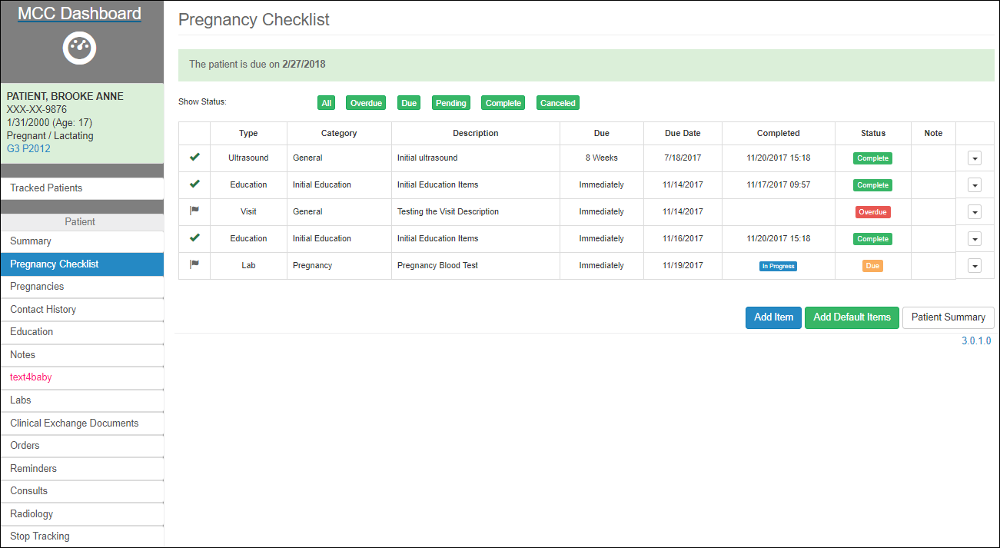 MCC Dashboard
PATIENT, BROOKE ANNE
XXX-XX-9876
1/31/2000 (Age: 17)
Pregnant / Lactating
G3 P2012
Tracked Patients
Patient
Summary
Pregnancy Checklist
Pregnancies
Contact History
Education
Notes
text4baby
Labs
Clinical Exchange Documents
Orders
Reminders
Consults
Radiology
Stop Tracking
Pregnancy Checklist
The patient is due on 2/27/2018
Show Status: All Overdue Due Pending Complete Canceled
Type Category Description Due Due Date Completed Status Note
Ultrasound General Initial ultrasound 8 Weeks 7/18/2017 11/20/2017 15:18 Complete
Education Initial Education Initial Education Items Immediately 11/14/2017 11/17/2017 09:57 Complete
Visit General Testing the Visit Description Immediately 11/14/2017 Overdue
Education Initial Education Initial Education Items Immediately 11/16/2017 11/20/2017 15:18 Complete
Lab Pregnancy Pregnancy Blood Test Immediately 11/19/2017 In Progress Due
Add Item Add Default Items Patient Summary
3.0.1.0